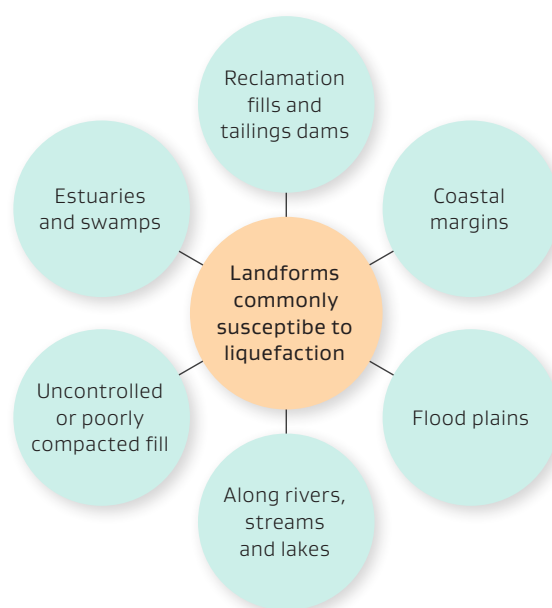 Reclamation
fills and
tailings dams
Estuaries
and swamps
Coastal
margins
Landforms
commonly
susceptibe to
liquefaction
Uncontrolled
or poorly
compacted fill
Flood plains
Along rivers,
streams
and lakes